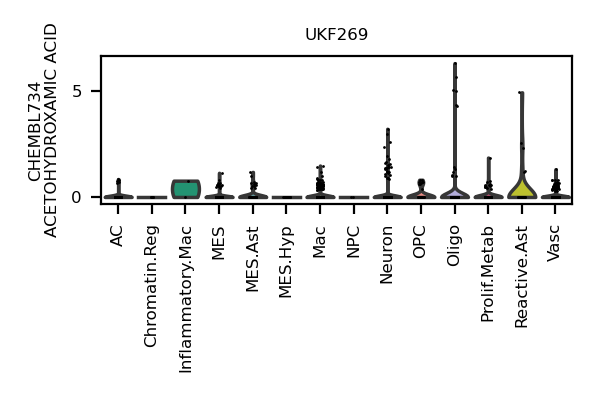 UKF269
CHEMBL734
ACETOHYDROXAMIC ACID
5
0
AC
Chromatin.Reg
Inflammatory.Mac
MES
MES.Ast
MES.Hyp
Mac
NPC
Neuron
OPC
Oligo
Prolif.Metab
Reactive.Ast
Vasc